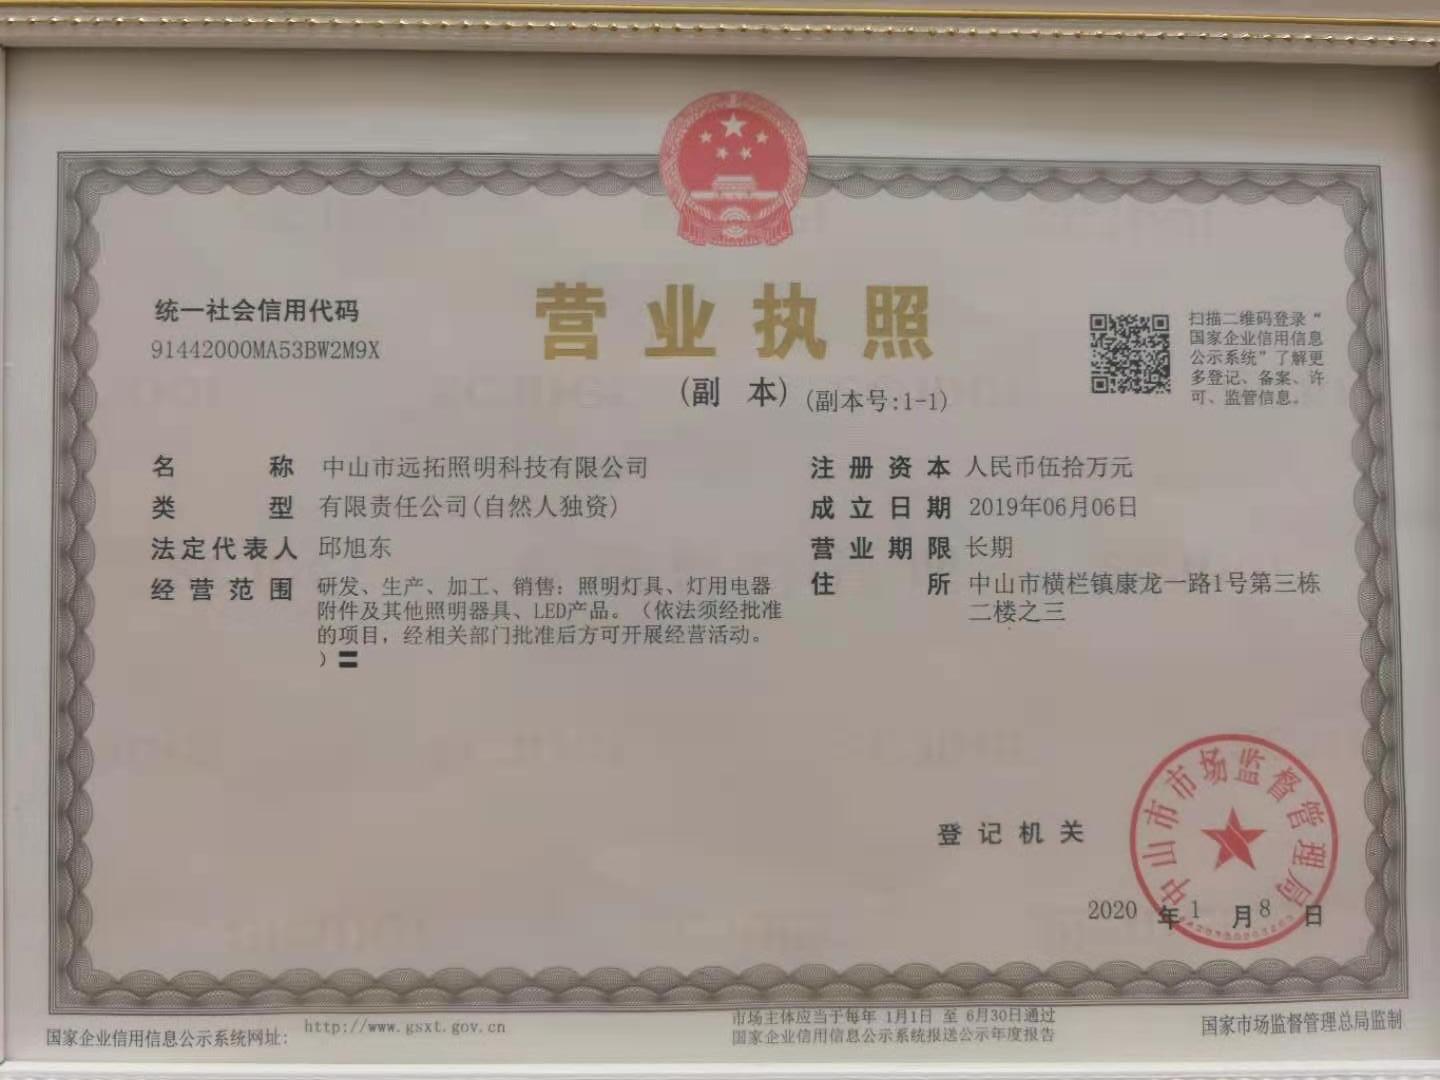 营业执照
(副 本) (副本号:1-1)
统一社会信用代码
91442000MA53BW2M9X
扫描二维码登录“
国家企业信用信息
公示系统”了解更
多登记、备案、许
可、监管信息。
名 称 中山市远拓照明科技有限公司
类 型 有限责任公司(自然人独资)
法定代表人 邱旭东
经营范围 研发、生产、加工、销售：照明灯具、灯用电器
附件及其他照明器具、LED产品。（依法须经批准
的项目，经相关部门批准后方可开展经营活动。
）〓
注册资本 人民币伍拾万元
成立日期 2019年06月06日
营业期限 长期
住 所 中山市横栏镇康龙一路1号第三栋
二楼之三
登记机关
中山市市场监督管理局
2020 年 1 月 8 日
国家企业信用信息公示系统网址： http://www.gsxt.gov.cn
市场主体应当于每年 1月1日 至 6月30日通过
国家企业信用信息公示系统报送公示年度报告
国家市场监督管理总局监制